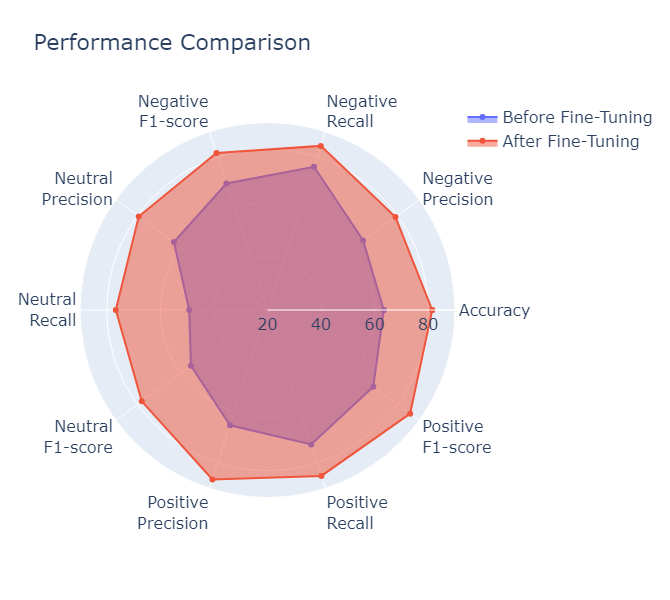 Performance Comparison
Negative
F1-score
Negative
Recall
Before Fine-Tuning
After Fine-Tuning
Neutral
Precision
Negative
Precision
Neutral
Recall
Accuracy
20
40
60
80
Neutral
F1-score
Positive
F1-score
Positive
Precision
Positive
Recall